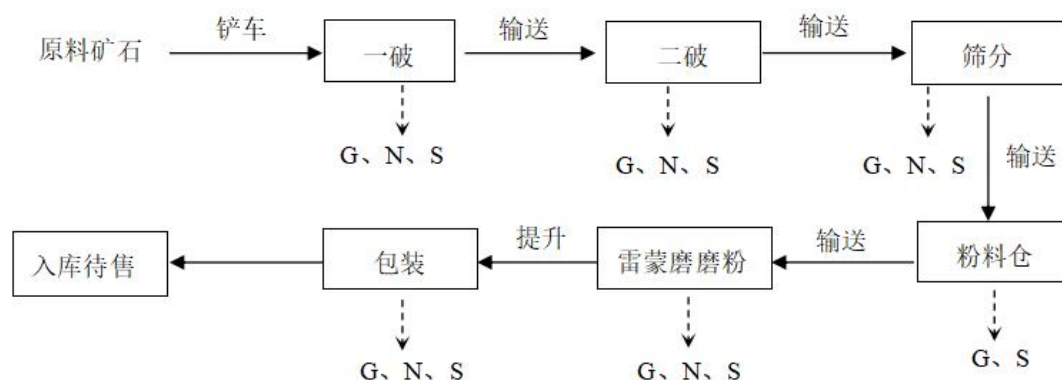 原料矿石
铲车
一破
输送
二破
输送
筛分
G、N、S
G、N、S
G、N、S
输送
入库待售
包装
提升
雷蒙磨磨粉
输送
粉料仓
G、N、S
G、N、S
G、S